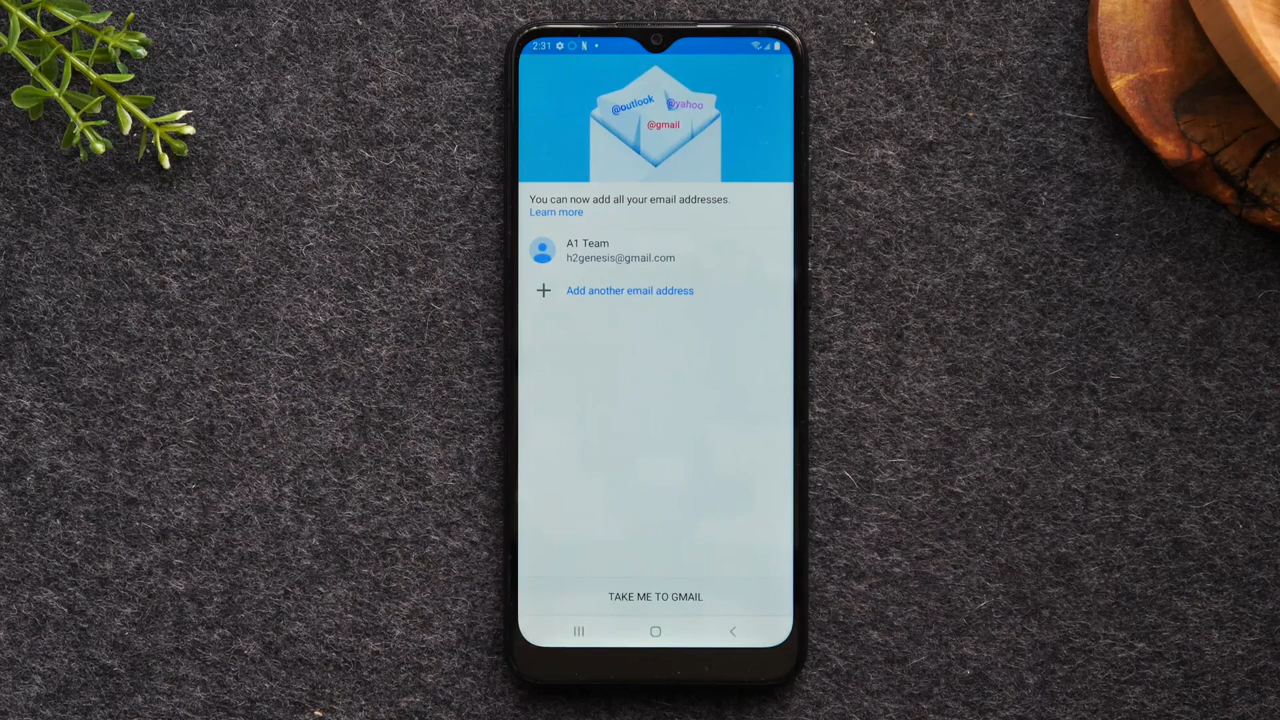 2:31
@outlook @yahoo
@gmail
You can now add all your email addresses.
Learn more
A1 Team
h2genesis@gmail.com
Add another email address
TAKE ME TO GMAIL